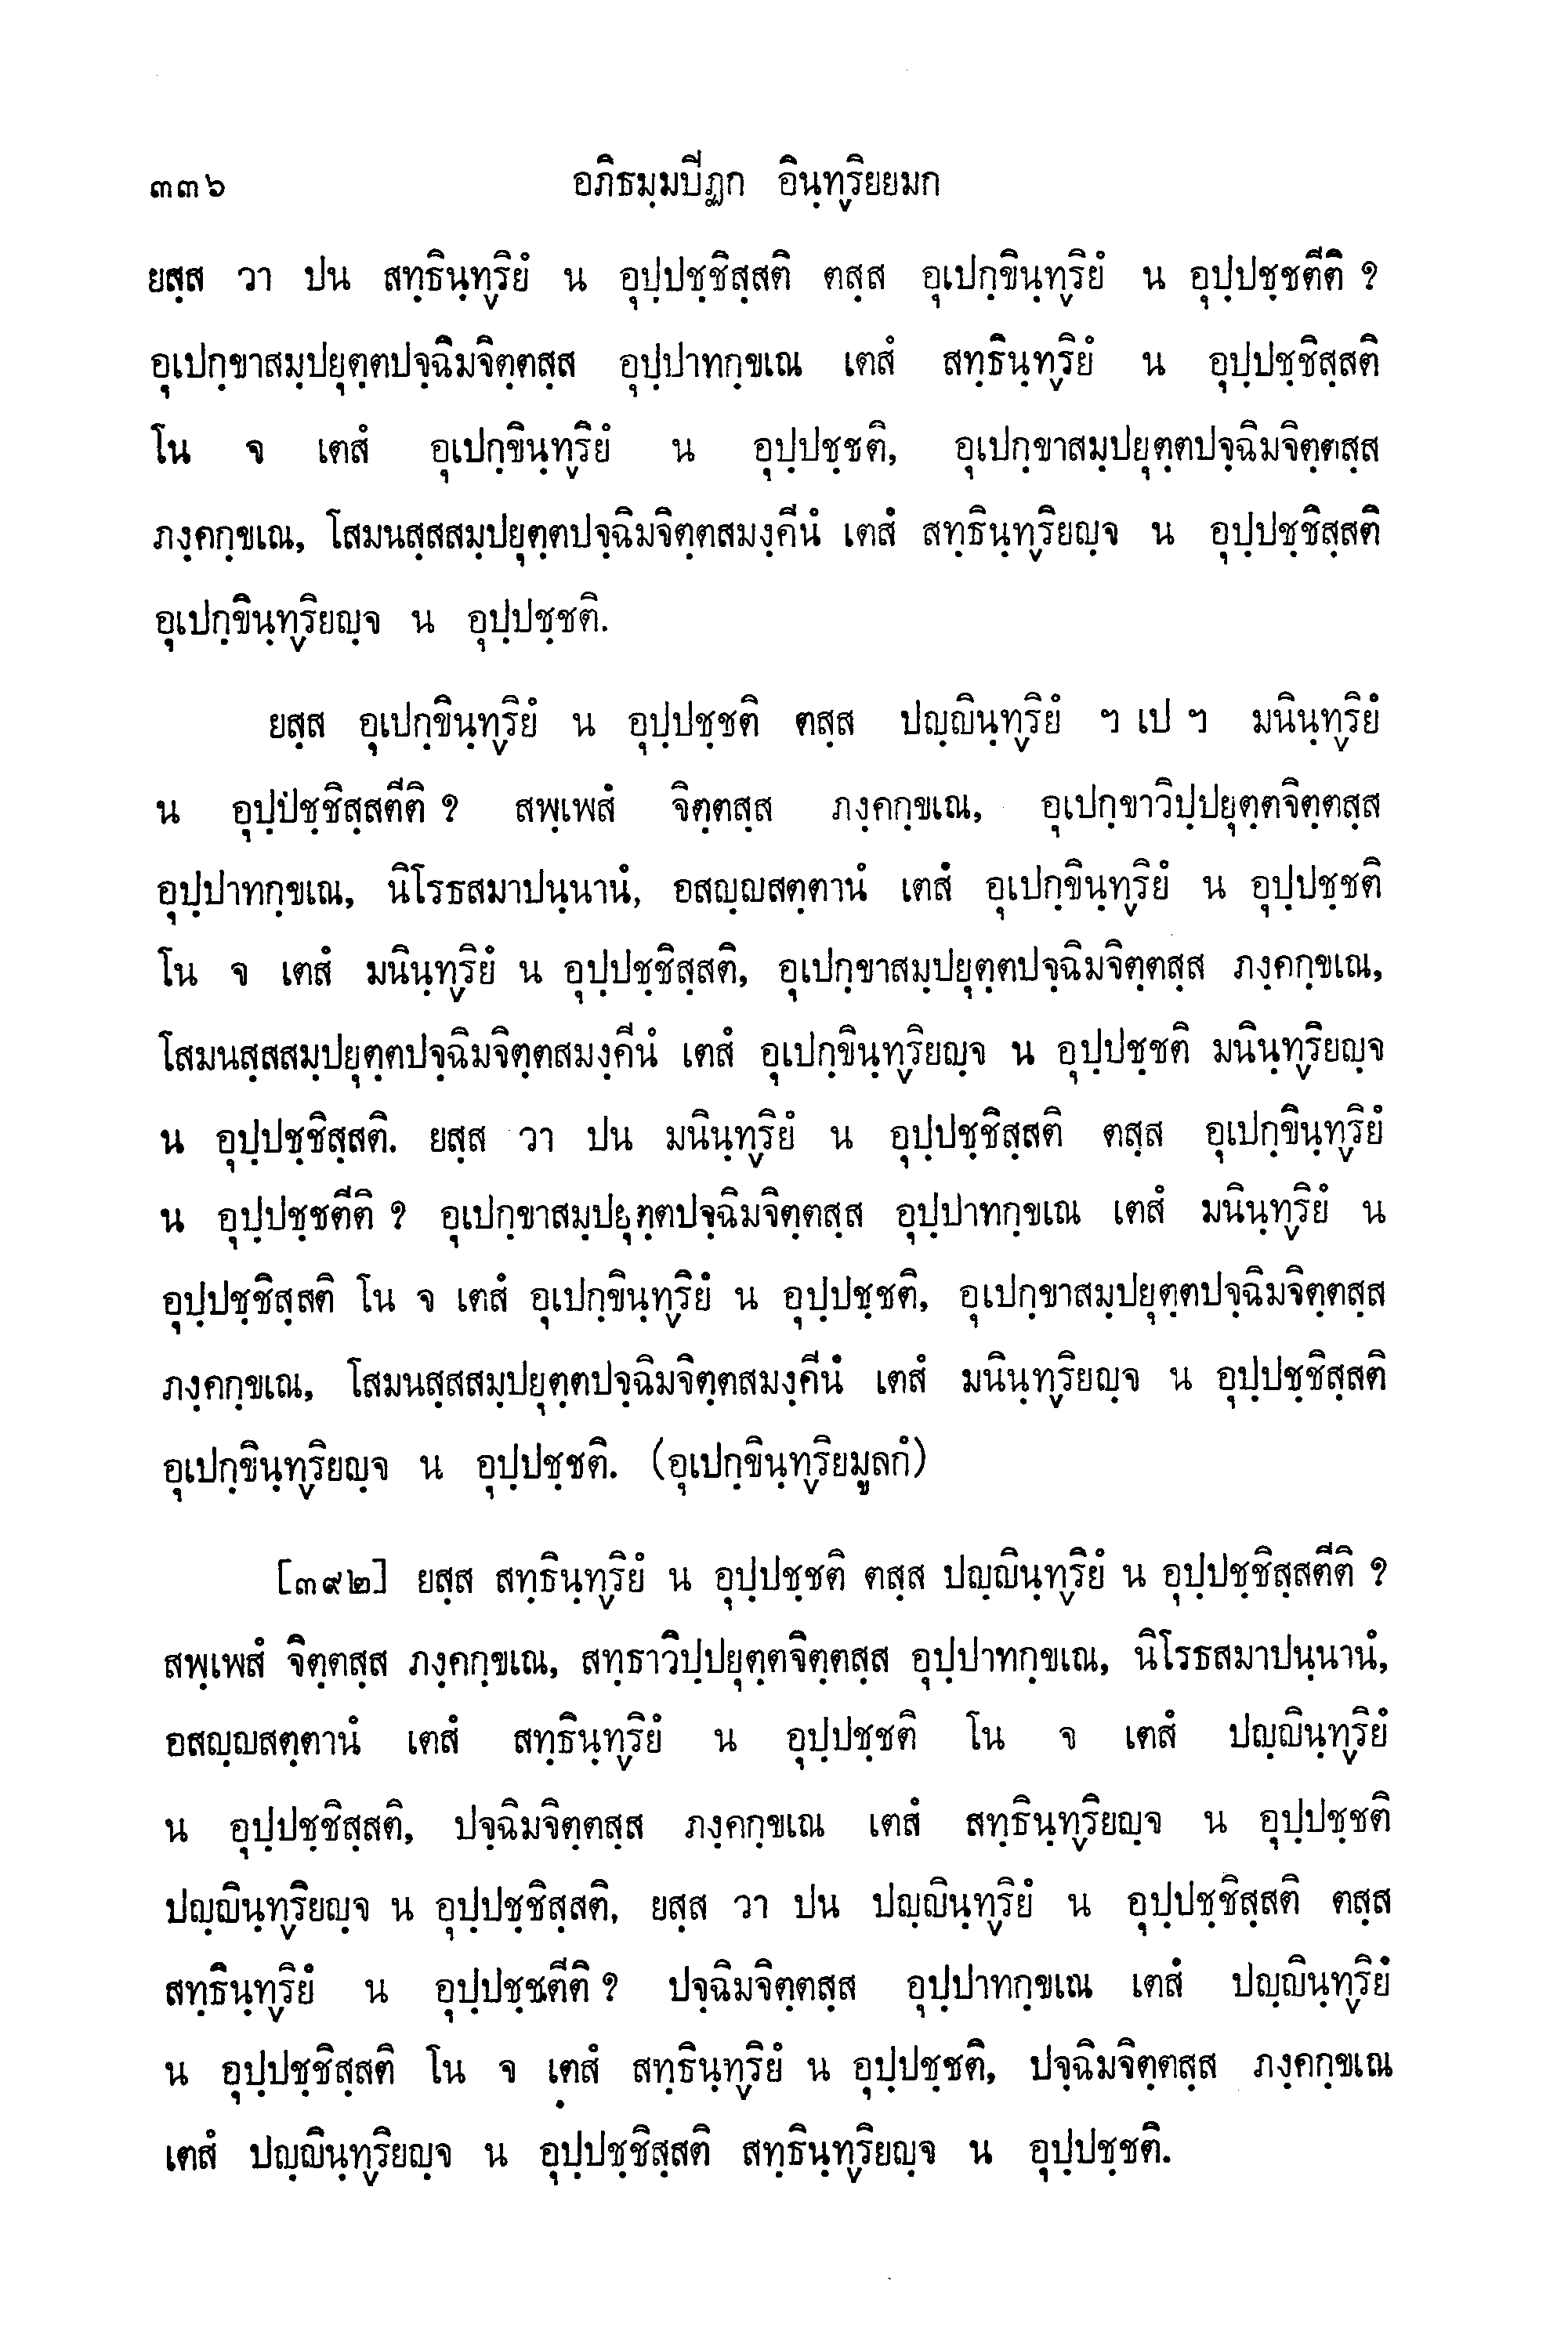 ๓๓๖ อภิธมฺมปิฏก อินฺทฺริยยมก
ยสฺส วา ปน สทฺธินฺทฺริยํ น อุปฺปชฺชิสฺสติ ตสฺส อุเปกฺขินฺทฺริยํ น อุปฺปชฺชตีติ ?
อุเปกฺขาสมฺปยุตฺตปจฺฉิมจิตฺตสฺส อุปฺปาทกฺขเณ เตสํ สทฺธินฺทฺริยํ น อุปฺปชฺชิสฺสติ
โน จ เตสํ อุเปกฺขินฺทฺริยํ น อุปฺปชฺชติ, อุเปกฺขาสมฺปยุตฺตปจฺฉิมจิตฺตสฺส
ภงฺคกฺขเณ, โสมนสฺสสมฺปยุตฺตปจฺฉิมจิตฺตสมงฺคีนํ เตสํ สทฺธินฺทฺริยญฺจ น อุปฺปชฺชิสฺสติ
อุเปกฺขินฺทฺริยญฺจ น อุปฺปชฺชติ.
ยสฺส อุเปกฺขินฺทฺริยํ น อุปฺปชฺชติ ตสฺส ปญฺญินฺทฺริยํ ฯ เป ฯ มนินฺทฺริยํ
น อุปฺปชฺชิสฺสตีติ ? สพฺเพสํ จิตฺตสฺส ภงฺคกฺขเณ, อุเปกฺขาวิปฺปยุตฺตจิตฺตสฺส
อุปฺปาทกฺขเณ, นิโรธสมาปนฺนานํ, อสญฺญสตฺตานํ เตสํ อุเปกฺขินฺทฺริยํ น อุปฺปชฺชติ
โน จ เตสํ มนินฺทฺริยํ น อุปฺปชฺชิสฺสติ, อุเปกฺขาสมฺปยุตฺตปจฺฉิมจิตฺตสฺส ภงฺคกฺขเณ,
โสมนสฺสสมฺปยุตฺตปจฺฉิมจิตฺตสมงฺคีนํ เตสํ อุเปกฺขินฺทฺริยญฺจ น อุปฺปชฺชติ มนินฺทฺริยญฺจ
น อุปฺปชฺชิสฺสติ. ยสฺส วา ปน มนินฺทฺริยํ น อุปฺปชฺชิสฺสติ ตสฺส อุเปกฺขินฺทฺริยํ
น อุปฺปชฺชตีติ ? อุเปกฺขาสมฺปยุตฺตปจฺฉิมจิตฺตสฺส อุปฺปาทกฺขเณ เตสํ มนินฺทฺริยํ น
อุปฺปชฺชิสฺสติ โน จ เตสํ อุเปกฺขินฺทฺริยํ น อุปฺปชฺชติ, อุเปกฺขาสมฺปยุตฺตปจฺฉิมจิตฺตสฺส
ภงฺคกฺขเณ, โสมนสฺสสมฺปยุตฺตปจฺฉิมจิตฺตสมงฺคีนํ เตสํ มนินฺทฺริยญฺจ น อุปฺปชฺชิสฺสติ
อุเปกฺขินฺทฺริยญฺจ น อุปฺปชฺชติ. (อุเปกฺขินฺทฺริยมูลกํ)
[๓๙๒] ยสฺส สทฺธินฺทฺริยํ น อุปฺปชฺชติ ตสฺส ปญฺญินฺทฺริยํ น อุปฺปชฺชิสฺสตีติ ?
สพฺเพสํ จิตฺตสฺส ภงฺคกฺขเณ, สทฺธาวิปฺปยุตฺตจิตฺตสฺส อุปฺปาทกฺขเณ, นิโรธสมาปนฺนานํ,
อสญฺญสตฺตานํ เตสํ สทฺธินฺทฺริยํ น อุปฺปชฺชติ โน จ เตสํ ปญฺญินฺทฺริยํ
น อุปฺปชฺชิสฺสติ, ปจฺฉิมจิตฺตสฺส ภงฺคกฺขเณ เตสํ สทฺธินฺทฺริยญฺจ น อุปฺปชฺชติ
ปญฺญินฺทฺริยญฺจ น อุปฺปชฺชิสฺสติ, ยสฺส วา ปน ปญฺญินฺทฺริยํ น อุปฺปชฺชิสฺสติ ตสฺส
สทฺธินฺทฺริยํ น อุปฺปชฺชตีติ ? ปจฺฉิมจิตฺตสฺส อุปฺปาทกฺขเณ เตสํ ปญฺญินฺทฺริยํ
น อุปฺปชฺชิสฺสติ โน จ เตสํ สทฺธินฺทฺริยํ น อุปฺปชฺชติ, ปจฺฉิมจิตฺตสฺส ภงฺคกฺขเณ
เตสํ ปญฺญินฺทฺริยญฺจ น อุปฺปชฺชิสฺสติ สทฺธินฺทฺริยญฺจ น อุปฺปชฺชติ.